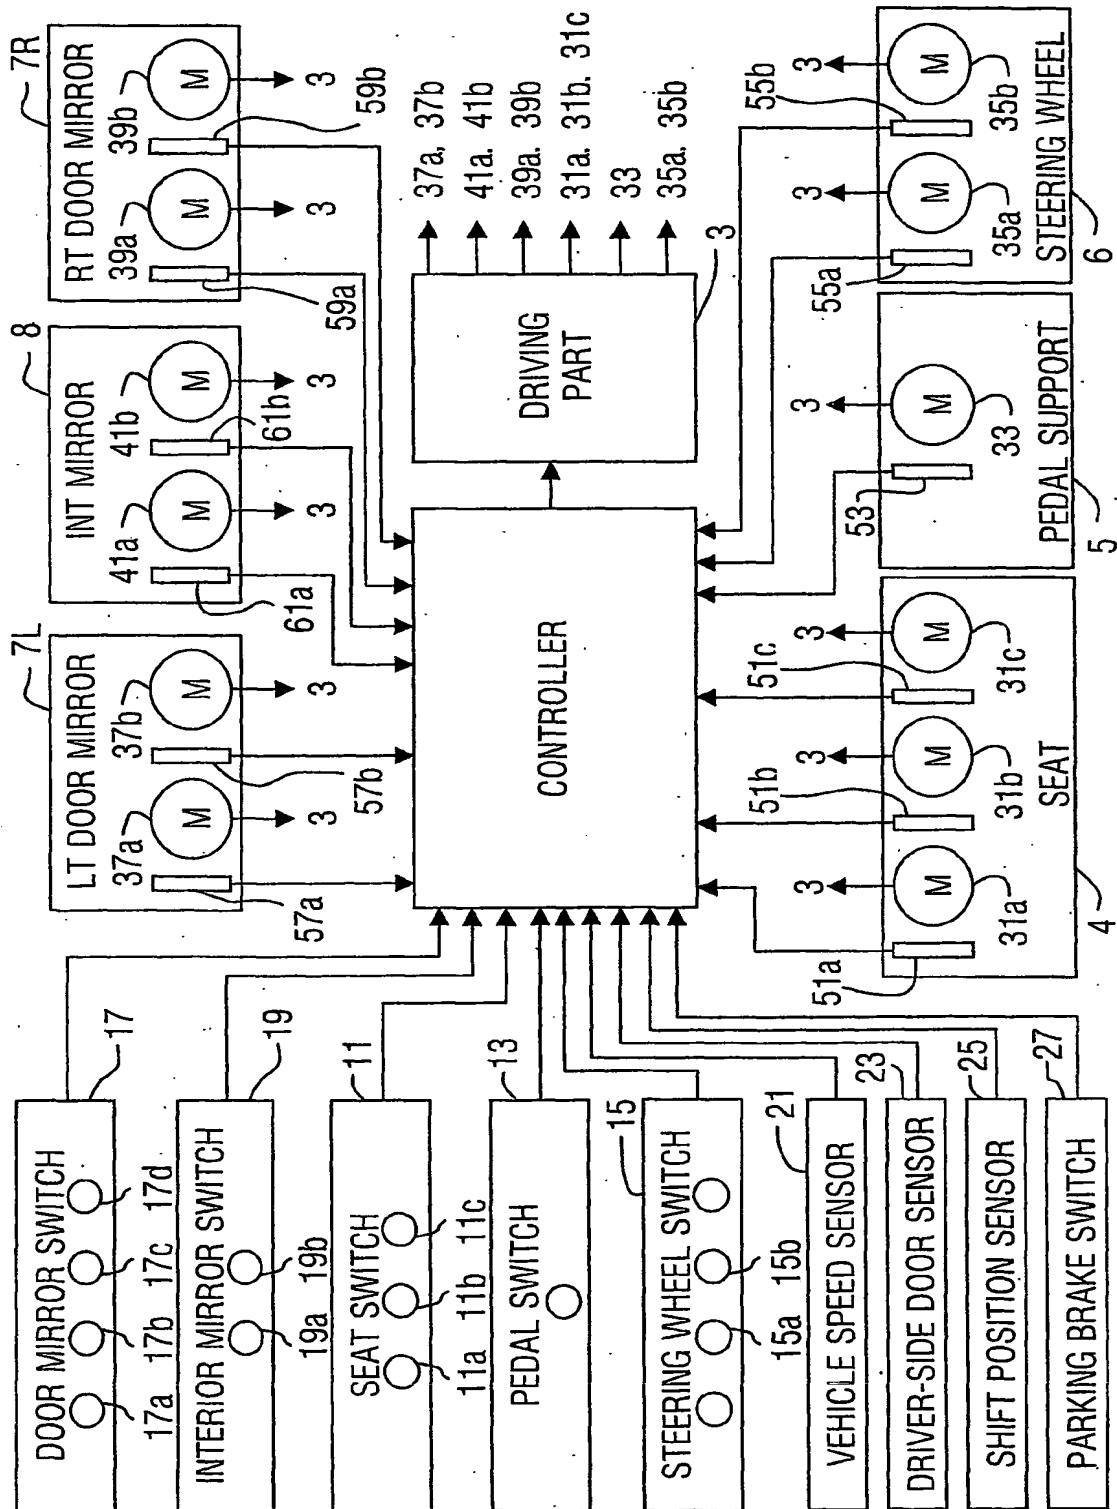 DOOR MIRROR SWITCH
17a 17b 17c 17d
17
INTERIOR MIRROR SWITCH
19a 19b
19
SEAT SWITCH
11a 11b 11c
11
PEDAL SWITCH
13
STEERING WHEEL SWITCH
15a 15b
15
VEHICLE SPEED SENSOR
21
DRIVER-SIDE DOOR SENSOR
23
SHIFT POSITION SENSOR
25
PARKING BRAKE SWITCH
27
7L
LT DOOR MIRROR
37a 37b
M M
3 3
57a 57b
8
INT MIRROR
41a 41b
M M
3 3
61a 61b
7R
RT DOOR MIRROR
39a 39b
M M
3 3
59a 59b
CONTROLLER
DRIVING
PART
3
37a, 37b
41a. 41b
39a. 39b
31a. 31b. 31c
33
35a. 35b
51a 51b 51c
3 3 3
M M M
31a 31b 31c
SEAT
4
53
3
M
33
PEDAL SUPPORT
5
55a 55b
3 3
M M
35a 35b
STEERING WHEEL
6